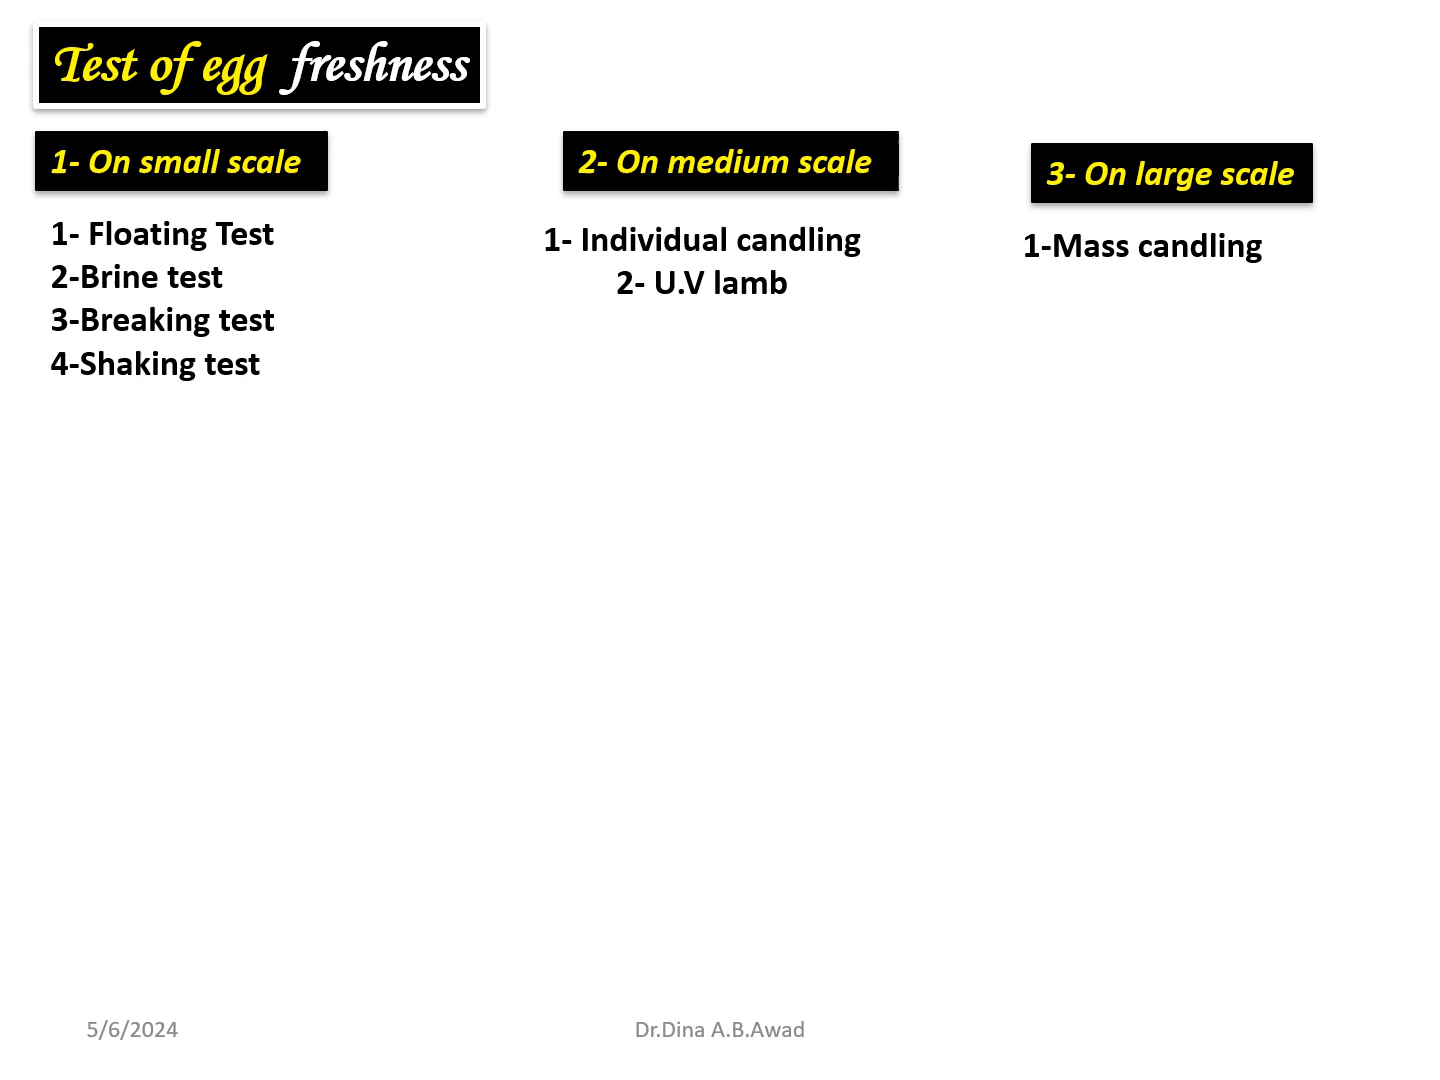 Test of egg freshness
1- On small scale
1- Floating Test
2-Brine test
3-Breaking test
4-Shaking test
2- On medium scale
1- Individual candling
2- U.V lamb
3- On large scale
1-Mass candling
5/6/2024
Dr.Dina A.B.Awad